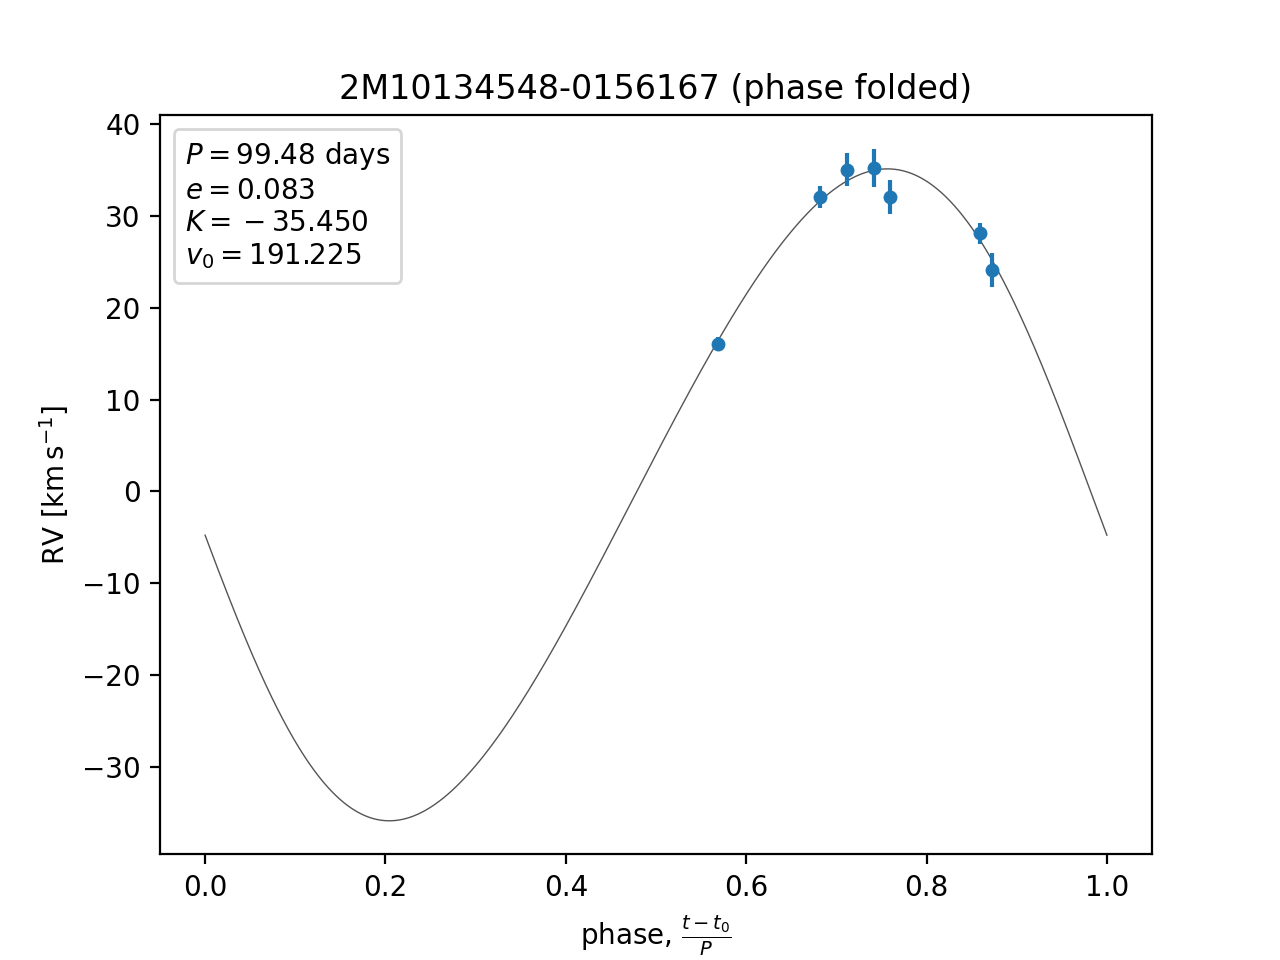 2M10134548-0156167 (phase folded)
P = 99.48 days
e = 0.083
K = −35.450
v₀ = 191.225
40
30
20
10
0
−10
−20
−30
RV [km s⁻¹]
0.0 0.2 0.4 0.6 0.8 1.0
phase, (t − t₀)/P